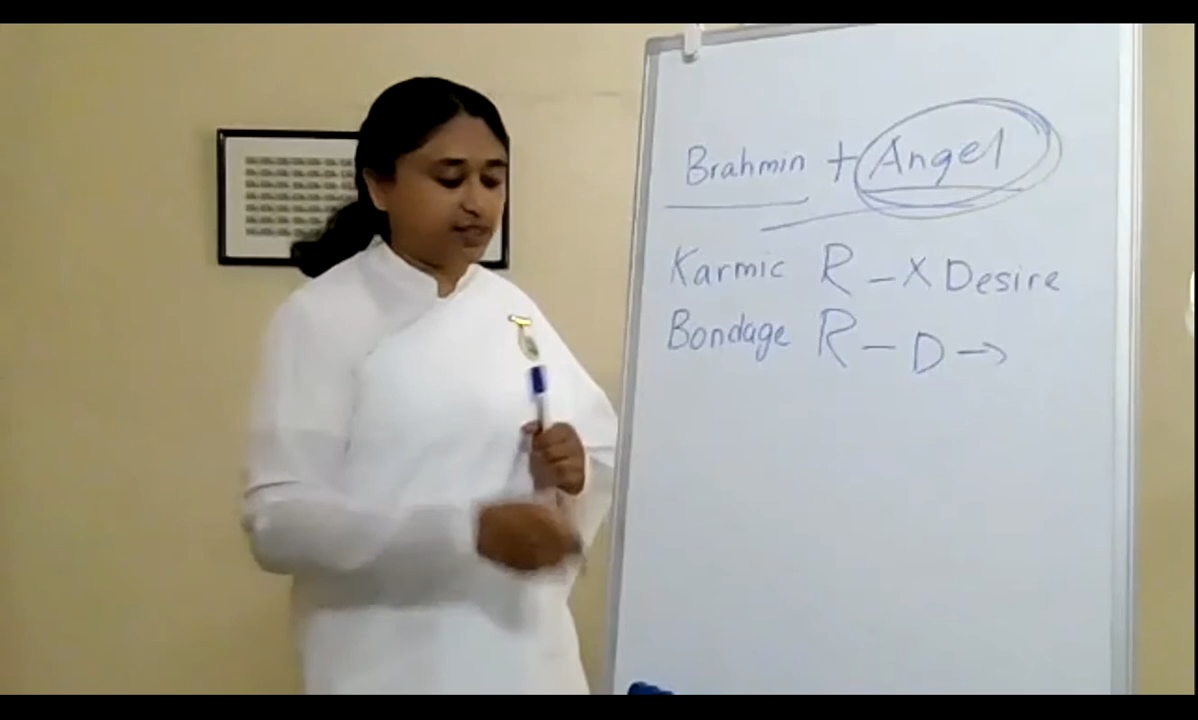 Brahmin + Angel
Karmic R - X Desire
Bondage R - D →